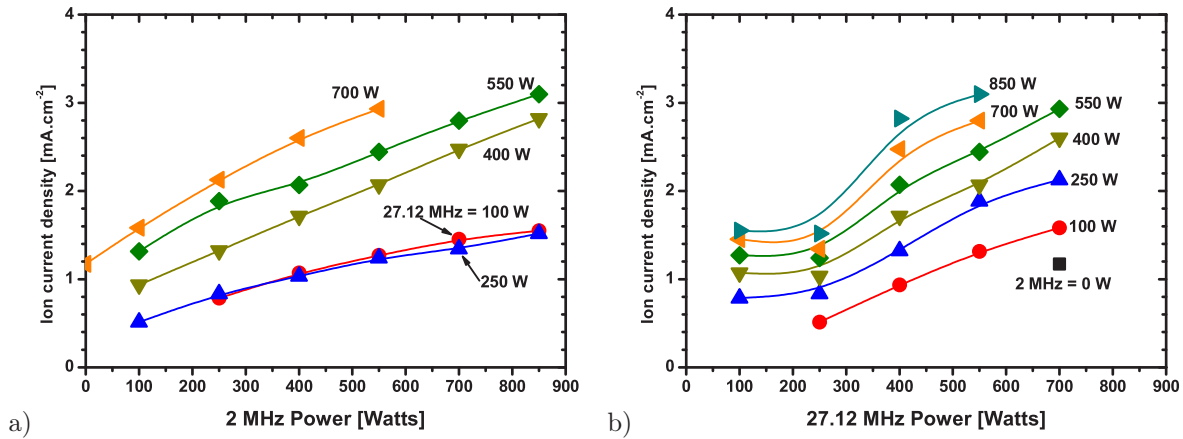 4
3
2
1
0
0 100 200 300 400 500 600 700 800 900
Ion current density [mA.cm⁻²]
2 MHz Power [Watts]
700 W
550 W
400 W
27.12 MHz = 100 W
250 W
a)
4
3
2
1
0
0 100 200 300 400 500 600 700 800 900
Ion current density [mA.cm⁻²]
27.12 MHz Power [Watts]
850 W
700 W
550 W
400 W
250 W
100 W
2 MHz = 0 W
b)